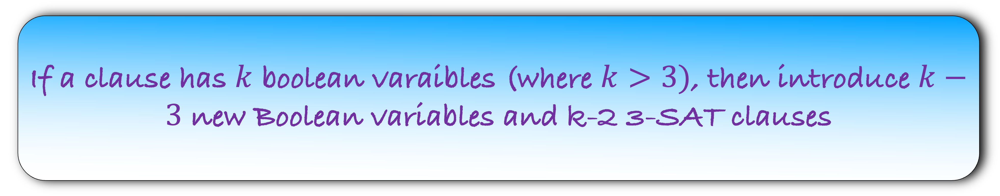 If a clause has k boolean varaibles (where k > 3), then introduce k −
3 new Boolean variables and k-2 3-SAT clauses